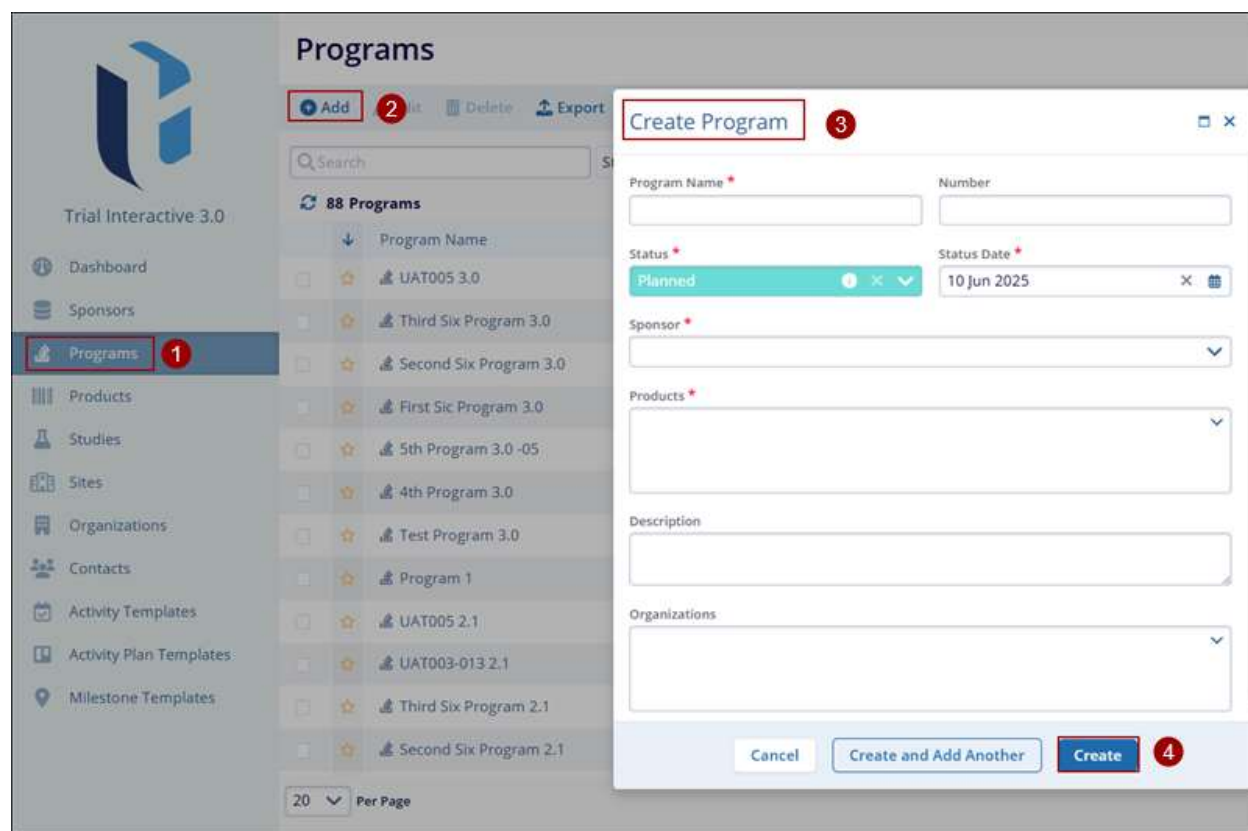 Programs
Add
2
Delete
Export
Search
88 Programs
Program Name
UAT005 3.0
Third Six Program 3.0
Second Six Program 3.0
First Sic Program 3.0
5th Program 3.0 -05
4th Program 3.0
Test Program 3.0
Program 1
UAT005 2.1
UAT003-013 2.1
Third Six Program 2.1
Second Six Program 2.1
20 Per Page
Trial Interactive 3.0
Dashboard
Sponsors
Programs 1
Products
Studies
Sites
Organizations
Contacts
Activity Templates
Activity Plan Templates
Milestone Templates
Create Program 3
Program Name *
Number
Status *
Planned
Status Date *
10 Jun 2025
Sponsor *
Products *
Description
Organizations
Cancel
Create and Add Another
Create 4